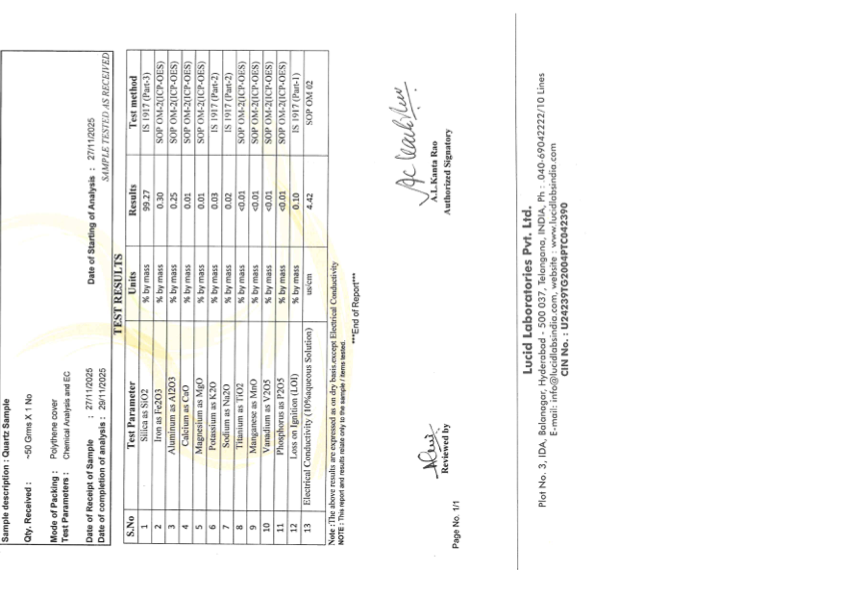 Sample description : Quartz Sample
Qty. Received : ~50 Grms X 1 No
Mode of Packing : Polythene cover
Test Parameters : Chemical Analysis and EC
Date of Receipt of Sample : 27/11/2025 Date of Starting of Analysis : 27/11/2025
Date of completion of analysis : 29/11/2025 SAMPLE TESTED AS RECEIVED
TEST RESULTS
S.No Test Parameter Units Results Test method
1 Silica as SiO2 % by mass 99.27 IS 1917 (Part-3)
2 Iron as Fe2O3 % by mass 0.30 SOP OM-2(ICP-OES)
3 Aluminum as Al2O3 % by mass 0.25 SOP OM-2(ICP-OES)
4 Calcium as CaO % by mass 0.01 SOP OM-2(ICP-OES)
5 Magnesium as MgO % by mass 0.01 SOP OM-2(ICP-OES)
6 Potassium as K2O % by mass 0.03 IS 1917 (Part-2)
7 Sodium as Na2O % by mass 0.02 IS 1917 (Part-2)
8 Titanium as TiO2 % by mass <0.01 SOP OM-2(ICP-OES)
9 Manganese as MnO % by mass <0.01 SOP OM-2(ICP-OES)
10 Vanadium as V2O5 % by mass <0.01 SOP OM-2(ICP-OES)
11 Phosphorus as P2O5 % by mass <0.01 SOP OM-2(ICP-OES)
12 Loss on Ignition (LOI) % by mass 0.10 IS 1917 (Part-1)
13 Electrical Conductivity (10%aqueous Solution) us/cm 4.42 SOP OM 02
Note :The above results are expressed as on dry basis.except Electrical Conductivity
NOTE : This report and results relate only to the sample / items tested.
***End of Report***
Reviewed by
A.L.Kanta Rao
Authorized Signatory
Page No. 1/1
Lucid Laboratories Pvt. Ltd.
Plot No. 3, IDA, Balanagar, Hyderabad - 500 037, Telangana, INDIA, Ph : 040-69042222/10 Lines
E-mail: info@lucidlabsindia.com, website : www.lucidlabsindia.com
CIN No. : U24239TG2004PTC042390